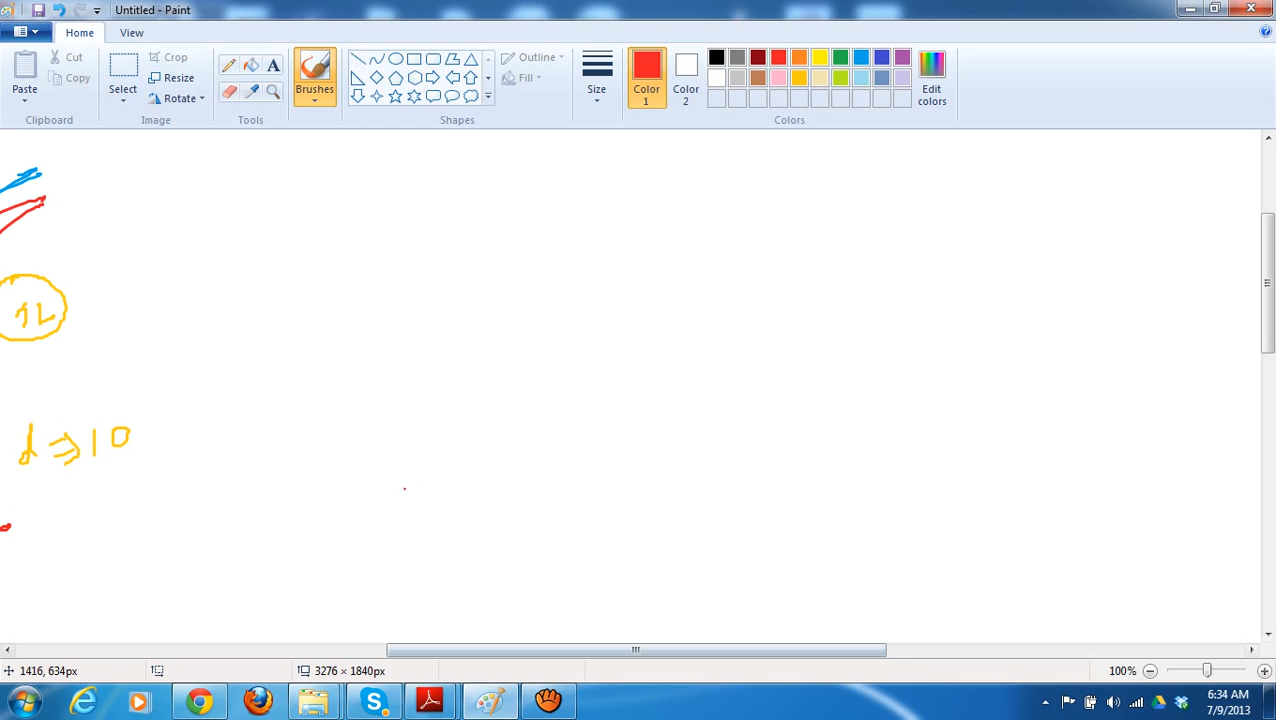 Untitled - Paint
Home View
Paste
Cut
Copy
Clipboard
Select
Crop
Resize
Rotate
Image
A
Tools
Brushes
Outline
Fill
Shapes
Size
Color 1
Color 2
Edit colors
Colors
d ⇒ 10
1416, 634px
3276 × 1840px
100%
6:34 AM
7/9/2013